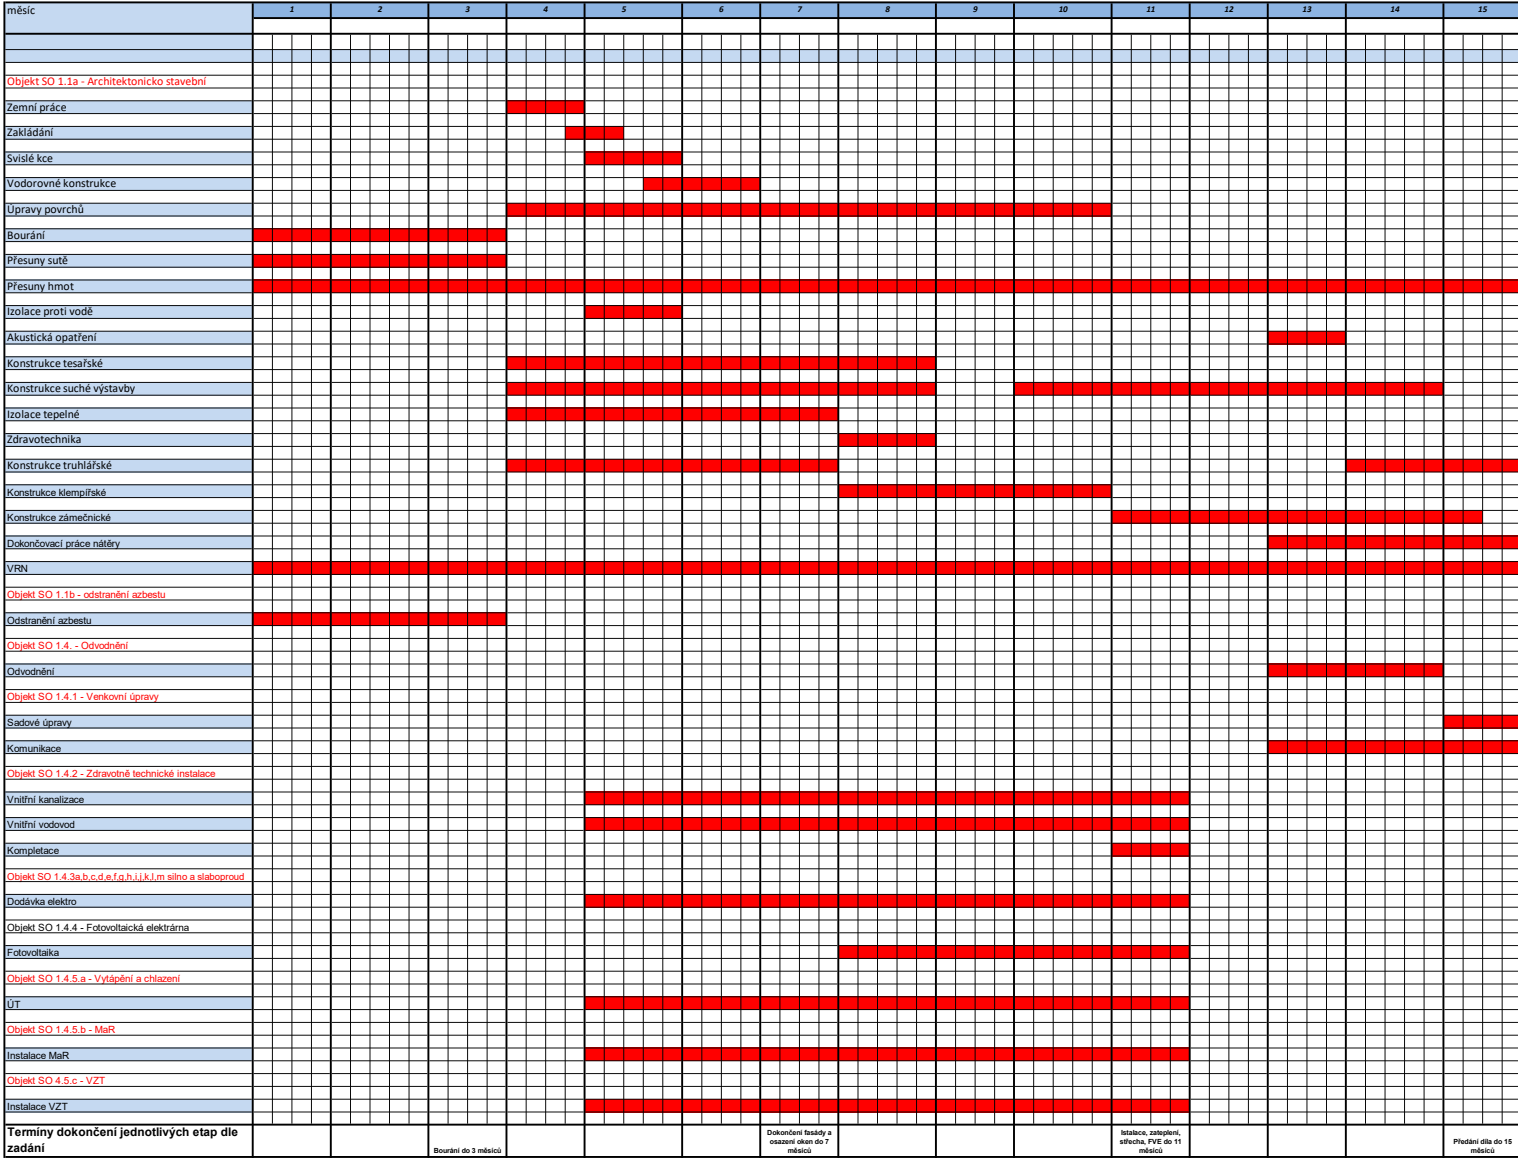 měsíc 1 2 3 4 5 6 7 8 9 10 11 12 13 14 15
Objekt SO 1.1a - Architektonicko stavební
Zemní práce
Zakládání
Svislé kce
Vodorovné konstrukce
Úpravy povrchů
Bourání
Přesuny sutě
Přesuny hmot
Izolace proti vodě
Akustická opatření
Konstrukce tesařské
Konstrukce suché výstavby
Izolace tepelné
Zdravotechnika
Konstrukce truhlářské
Konstrukce klempířské
Konstrukce zámečnické
Dokončovací práce nátěry
VRN
Objekt SO 1.1b - odstranění azbestu
Odstranění azbestu
Objekt SO 1.4. - Odvodnění
Odvodnění
Objekt SO 1.4.1 - Venkovní úpravy
Sadové úpravy
Komunikace
Objekt SO 1.4.2 - Zdravotně technické instalace
Vnitřní kanalizace
Vnitřní vodovod
Kompletace
Objekt SO 1.4.3a,b,c,d,e,f,g,h,i,j,k,l,m silno a slaboproud
Dodávka elektro
Objekt SO 1.4.4 - Fotovoltaická elektrárna
Fotovoltaika
Objekt SO 1.4.5.a - Vytápění a chlazení
ÚT
Objekt SO 1.4.5.b - MaR
Instalace MaR
Objekt SO 4.5.c - VZT
Instalace VZT
Termíny dokončení jednotlivých etap dle
zadání
Bourání do 3 měsíců
Dokončení fasády a
osazení oken do 7
měsíců
Istalace, zateplení,
střecha, FVE do 11
měsíců
Předání díla do 15
měsíců